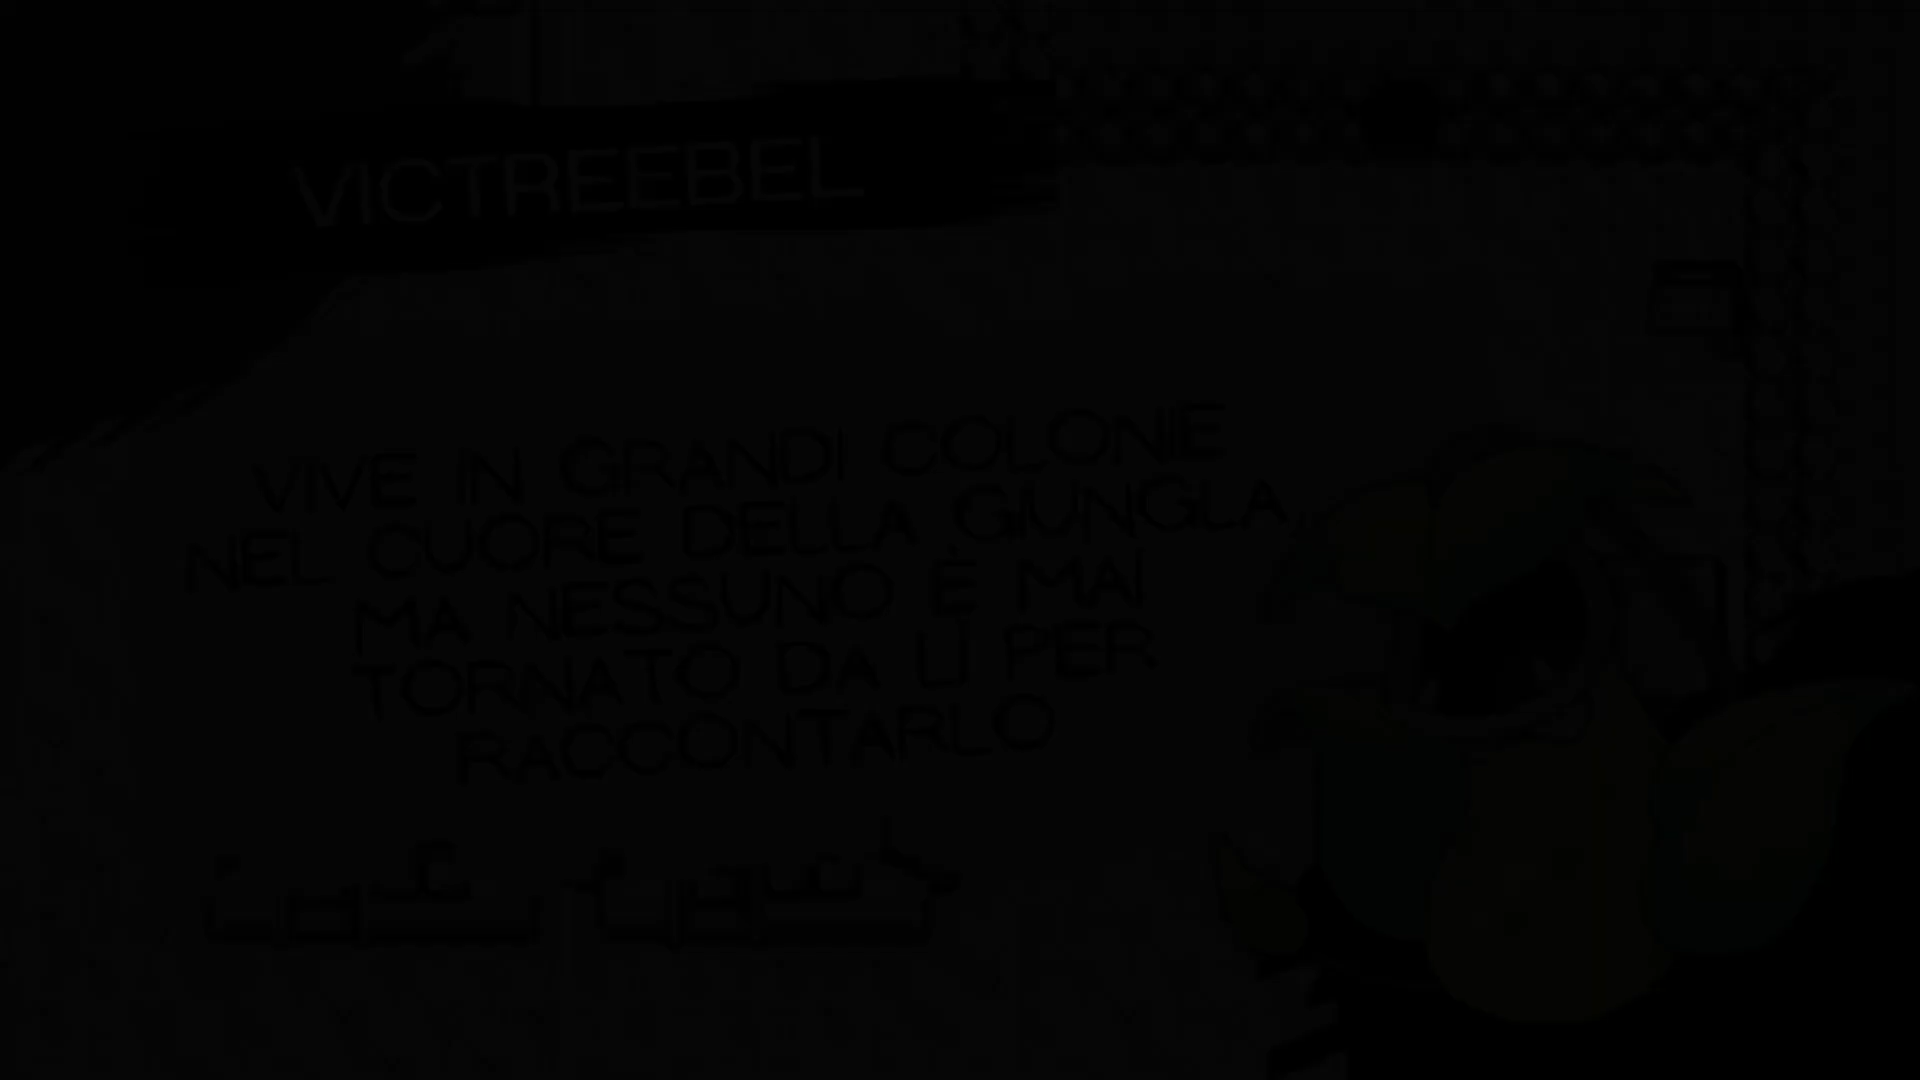 VICTREEBEL
VIVE IN GRANDI COLONIE
NEL CUORE DELLA GIUNGLA,
MA NESSUNO È MAI
TORNATO DA LÌ PER
RACCONTARLO